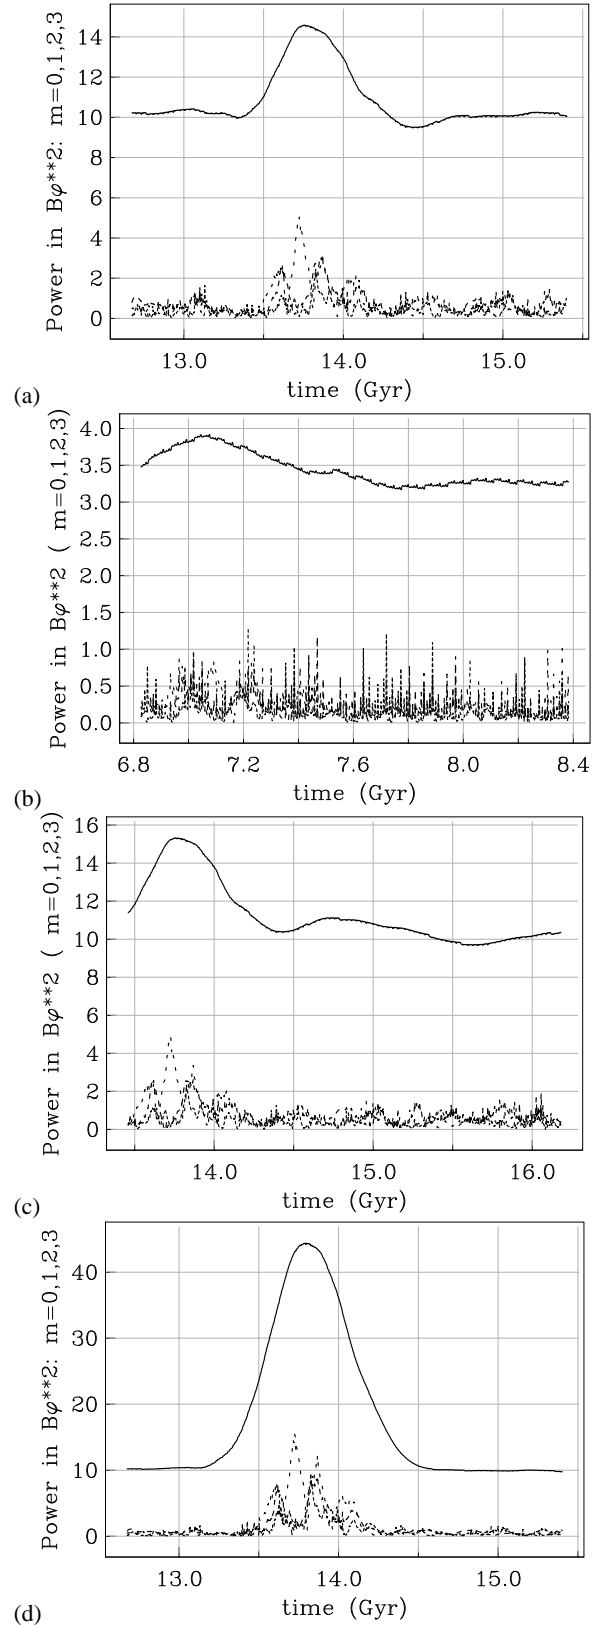 14
12
10
8
6
4
2
0
Power in Bφ**2: m=0,1,2,3
13.0 14.0 15.0
time (Gyr)
(a)
4.0
3.5
3.0
2.5
2.0
1.5
1.0
0.5
0.0
Power in Bφ**2 ( m=0,1,2,3)
6.8 7.2 7.6 8.0 8.4
time (Gyr)
(b)
16
14
12
10
8
6
4
2
0
Power in Bφ**2 ( m=0,1,2,3)
14.0 15.0 16.0
time (Gyr)
(c)
40
30
20
10
0
Power in Bφ**2: m=0,1,2,3
13.0 14.0 15.0
time (Gyr)
(d)